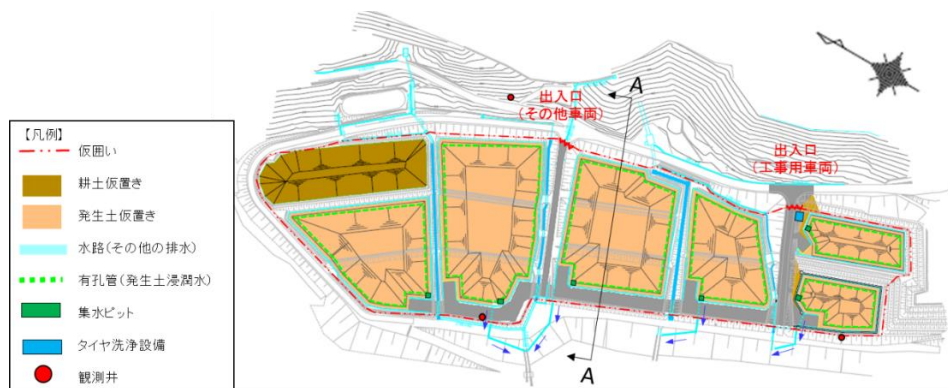 A
出入口
(その他車両)
出入口
(工事用車両)
【凡例】
仮囲い
耕土仮置き
発生土仮置き
水路(その他の排水)
有孔管(発生土浸潤水)
集水ピット
タイヤ洗浄設備
観測井
A